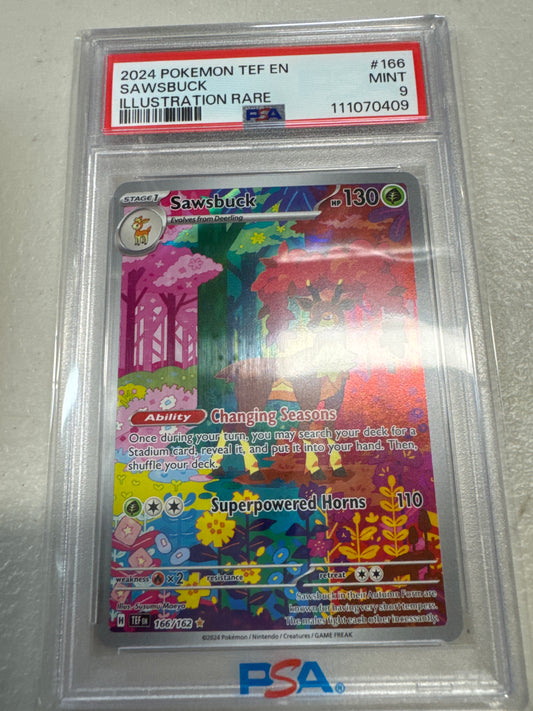 2024 POKEMON TEF EN #166
SAWSBUCK MINT
ILLUSTRATION RARE 9
PSA 111070409
STAGE 1 Sawsbuck HP 130
Evolves from Deerling
Ability Changing Seasons
Once during your turn, you may search your deck for a
Stadium card, reveal it, and put it into your hand. Then,
shuffle your deck.
Superpowered Horns 110
weakness ×2 resistance retreat
Illus. Susumu Maeya
Sawsbuck in their Autumn Form are
known for having very short tempers.
The males fight each other incessantly.
H TEF EN 166/162
©2024 Pokémon / Nintendo / Creatures / GAME FREAK
PSA®